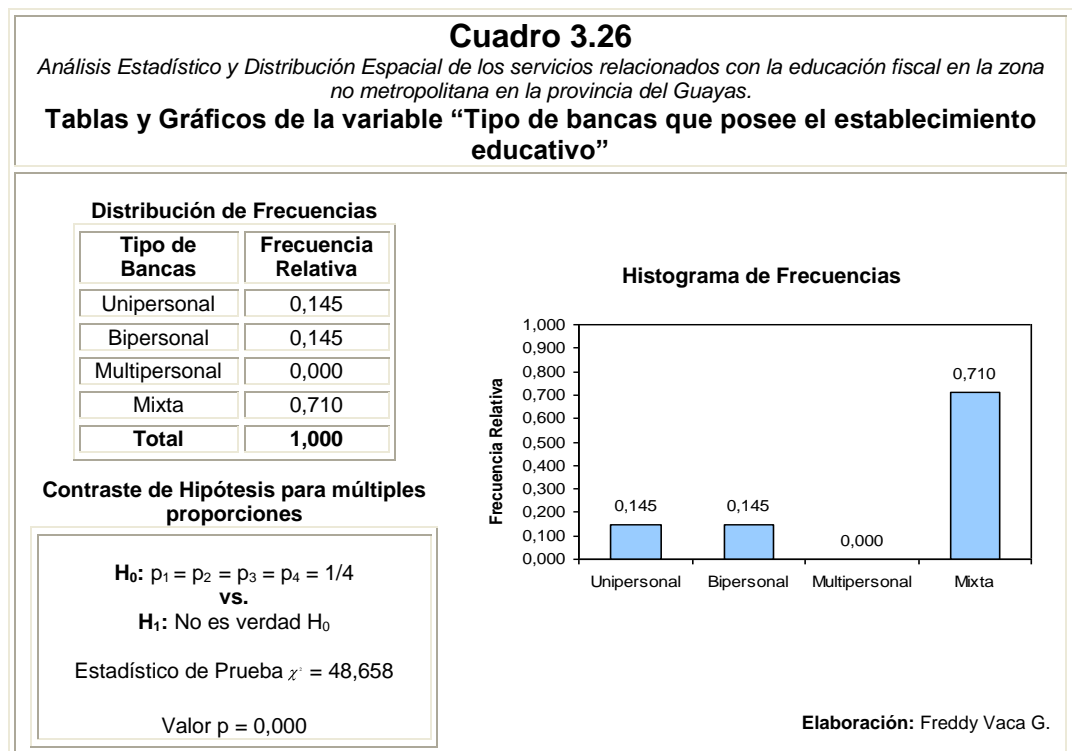 Cuadro 3.26
Análisis Estadístico y Distribución Espacial de los servicios relacionados con la educación fiscal en la zona
no metropolitana en la provincia del Guayas.
Tablas y Gráficos de la variable “Tipo de bancas que posee el establecimiento
educativo”
Distribución de Frecuencias
Tipo de Bancas Frecuencia Relativa
Unipersonal 0,145
Bipersonal 0,145
Multipersonal 0,000
Mixta 0,710
Total 1,000
Contraste de Hipótesis para múltiples
proporciones
H₀: p₁ = p₂ = p₃ = p₄ = 1/4
vs.
H₁: No es verdad H₀
Estadístico de Prueba χ² = 48,658
Valor p = 0,000
Histograma de Frecuencias
Frecuencia Relativa
1,000
0,900
0,800
0,700
0,600
0,500
0,400
0,300
0,200
0,100
0,000
0,145
0,145
0,000
0,710
Unipersonal Bipersonal Multipersonal Mixta
Elaboración: Freddy Vaca G.